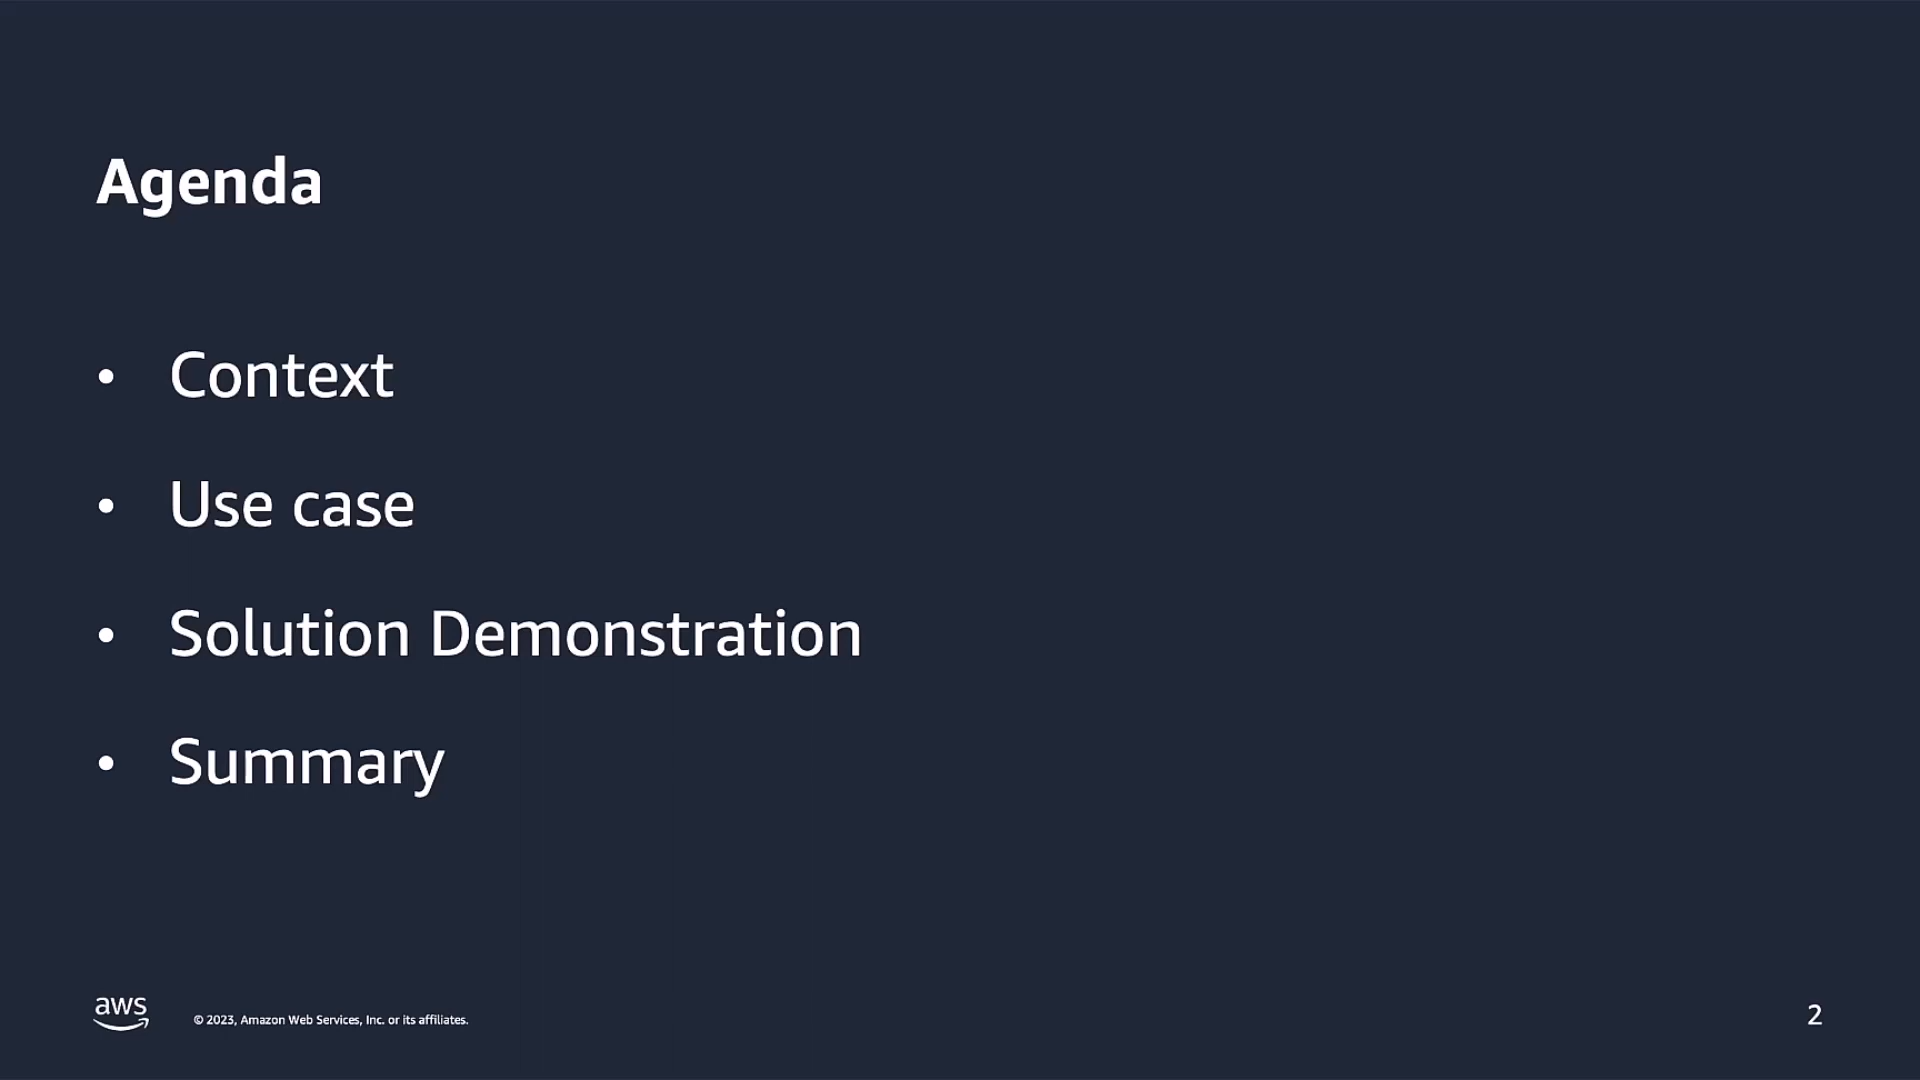 Agenda
• Context
• Use case
• Solution Demonstration
• Summary
aws
© 2023, Amazon Web Services, Inc. or its affiliates.
2